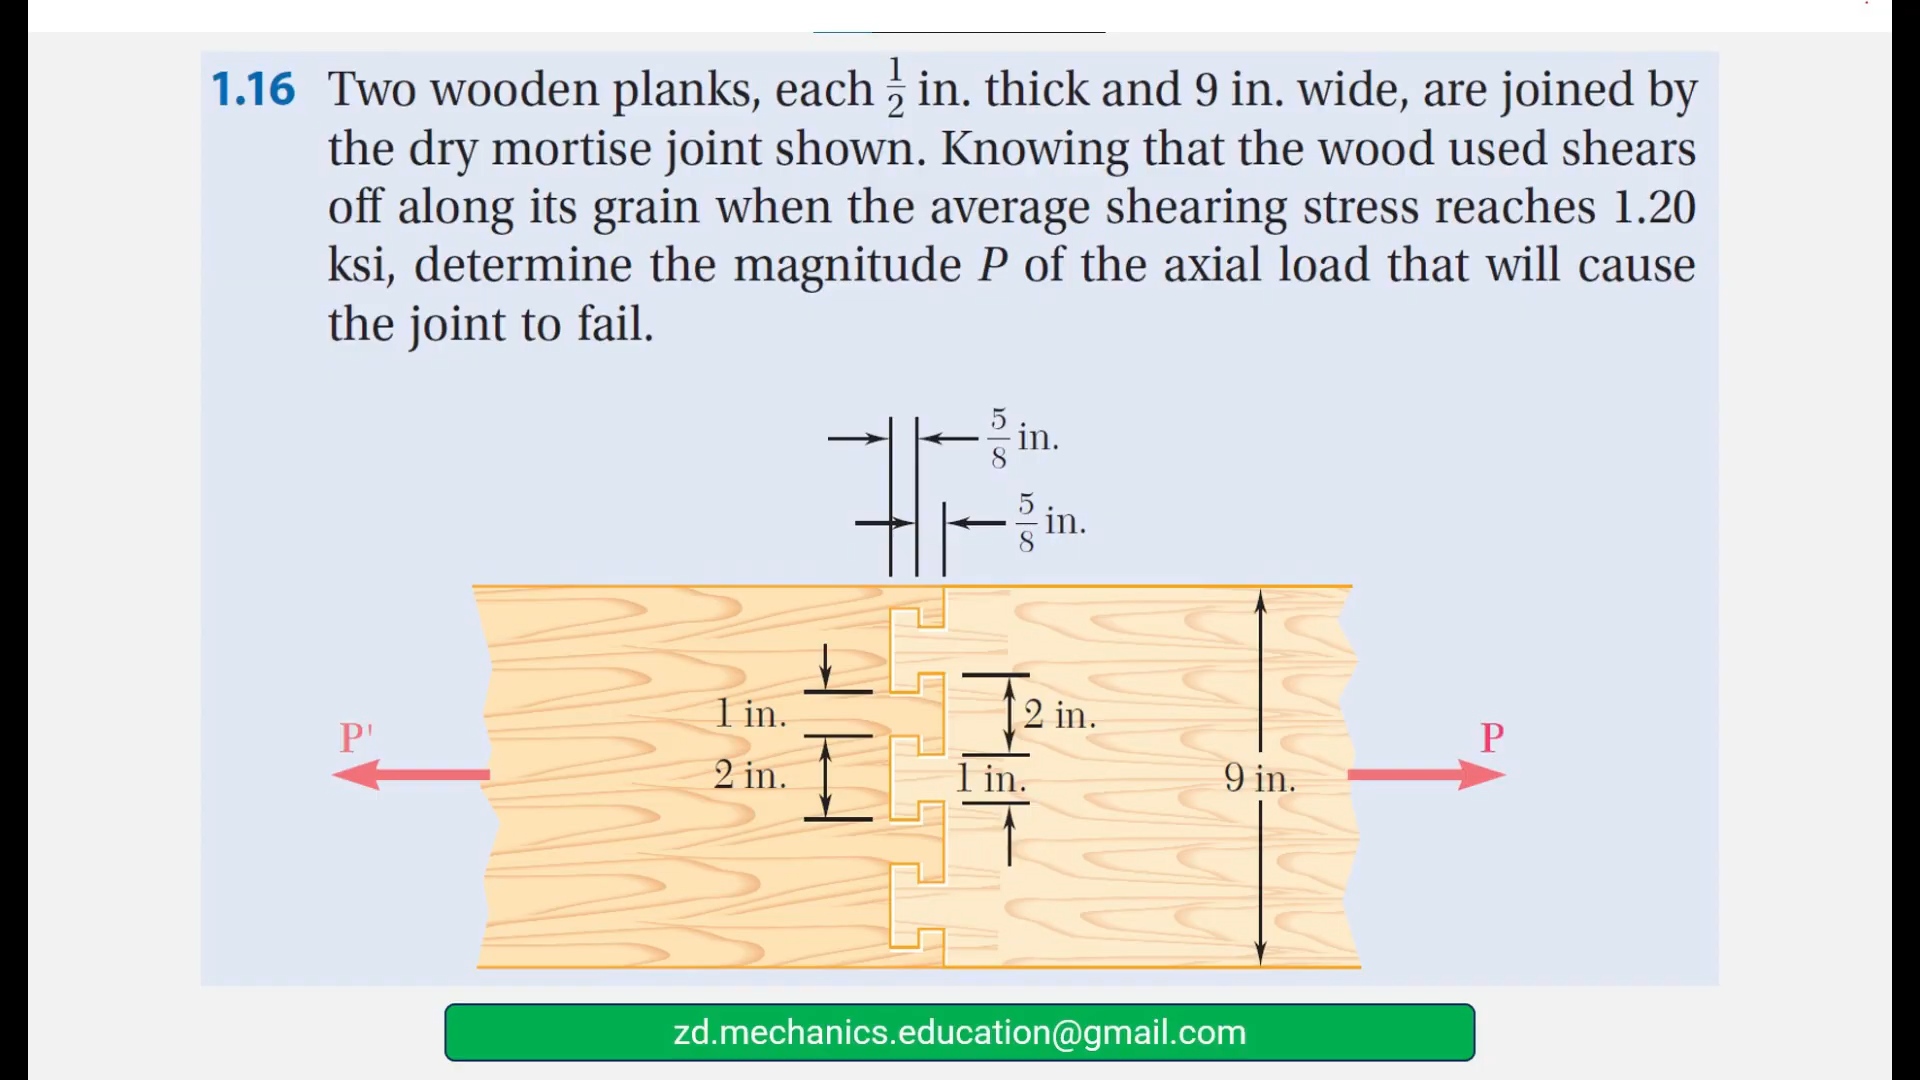 1.16 Two wooden planks, each 1/2 in. thick and 9 in. wide, are joined by
the dry mortise joint shown. Knowing that the wood used shears
off along its grain when the average shearing stress reaches 1.20
ksi, determine the magnitude P of the axial load that will cause
the joint to fail.
5/8 in.
5/8 in.
1 in.
2 in.
P'
P
2 in.
1 in.
9 in.
zd.mechanics.education@gmail.com